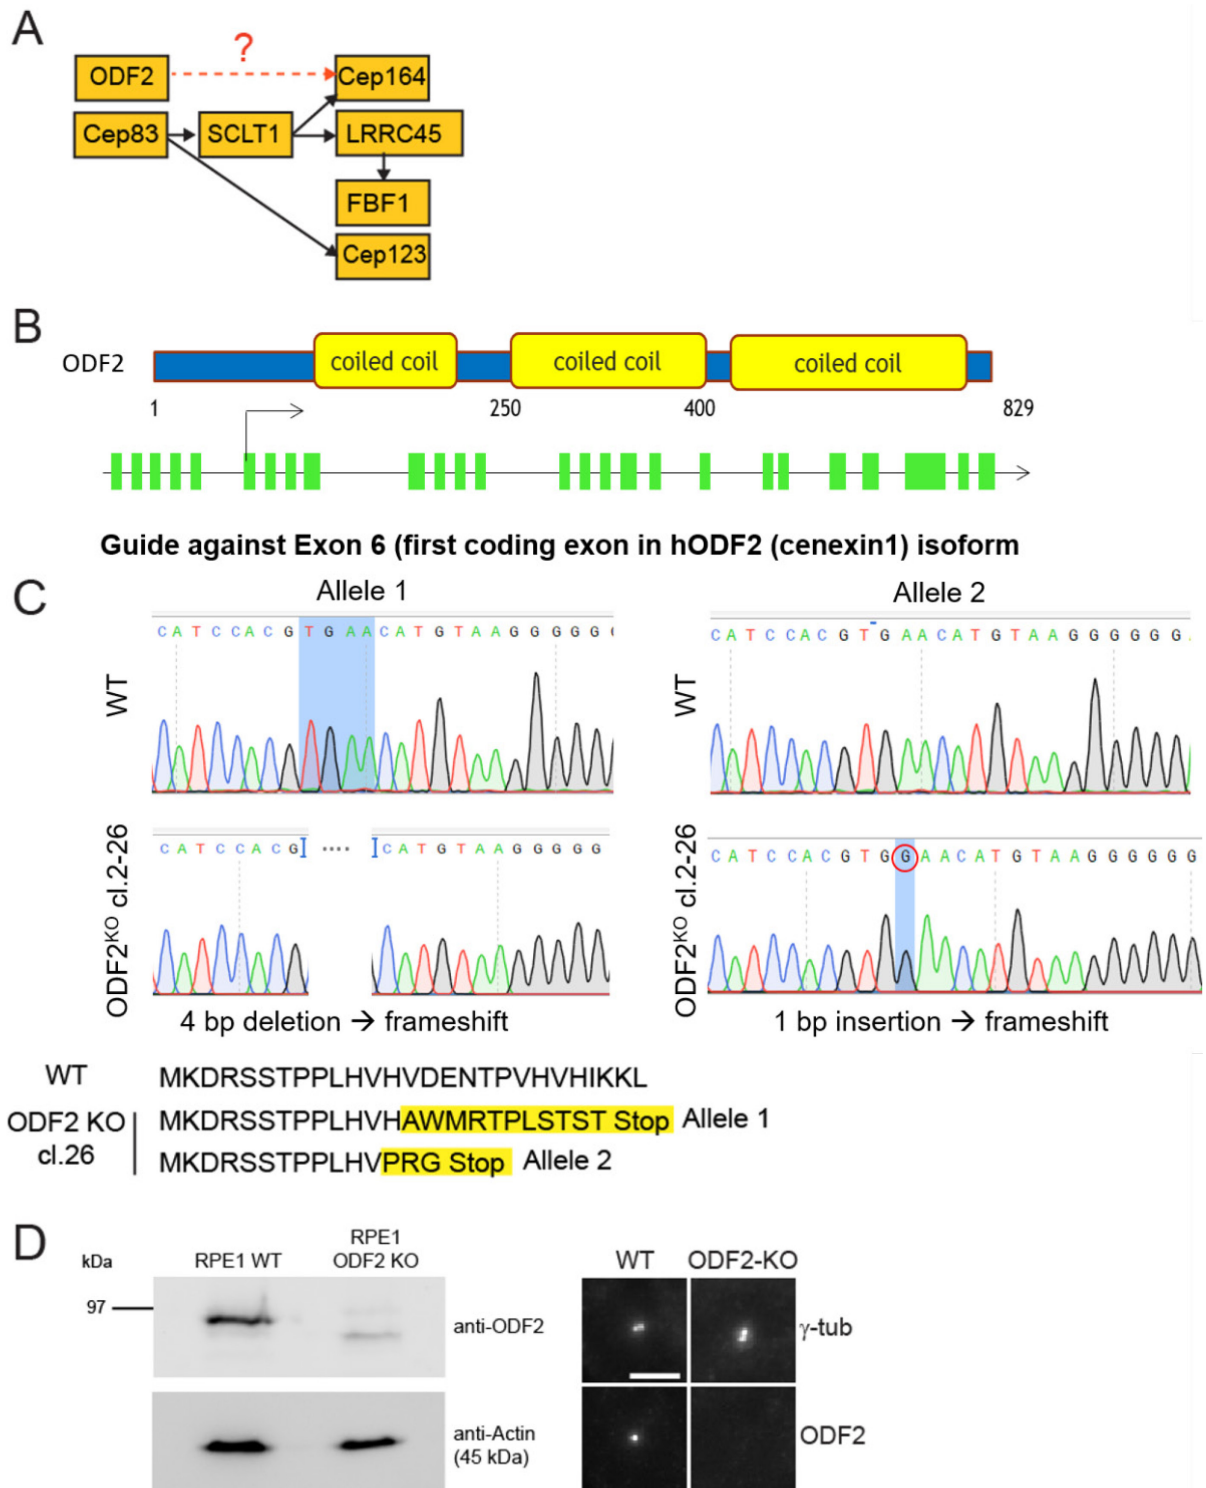 A
?
ODF2
Cep164
Cep83
SCLT1
LRRC45
FBF1
Cep123
B
ODF2
coiled coil
coiled coil
coiled coil
1
250
400
829
Guide against Exon 6 (first coding exon in hODF2 (cenexin1) isoform
C
Allele 1
Allele 2
WT
CATCCACGTGAACATGTAAGGGGG
WT
CATCCACGTGAACATGTAAGGGGGG
ODF2KO cl.2-26
CATCCACG ···· CATGTAAGGGGG
ODF2KO cl.2-26
CATCCACGTGGAACATGTAAGGGGGG
4 bp deletion → frameshift
1 bp insertion → frameshift
WT
MKDRSSTPPLHVHVDENTPVHVHIKKL
ODF2 KO
cl.26
MKDRSSTPPLHVHAWMRTPLSTST Stop Allele 1
MKDRSSTPPLHVPRG Stop Allele 2
D
kDa
RPE1 WT
RPE1
ODF2 KO
97
anti-ODF2
anti-Actin
(45 kDa)
WT
ODF2-KO
γ-tub
ODF2